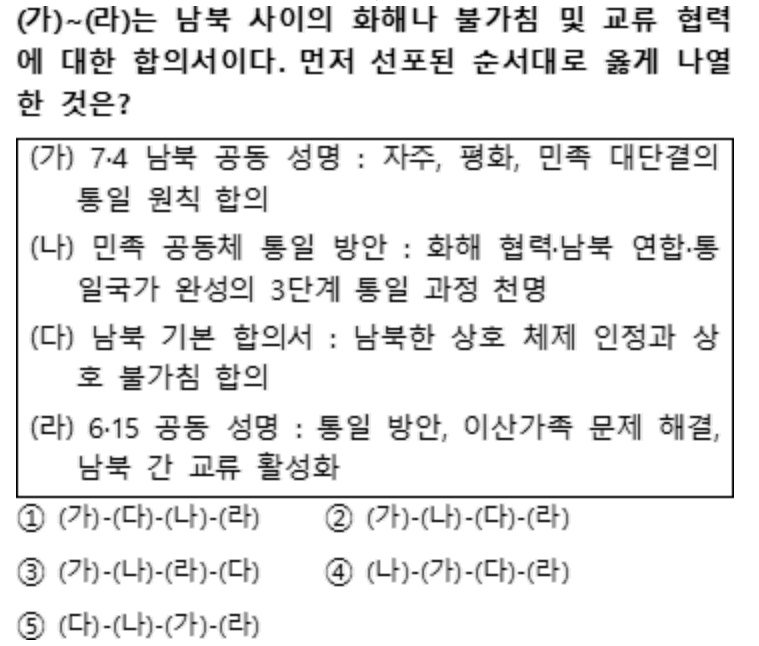 (가)~(라)는 남북 사이의 화해나 불가침 및 교류 협력
에 대한 합의서이다. 먼저 선포된 순서대로 옳게 나열
한 것은?
(가) 7·4 남북 공동 성명 : 자주, 평화, 민족 대단결의
통일 원칙 합의
(나) 민족 공동체 통일 방안 : 화해 협력·남북 연합·통
일국가 완성의 3단계 통일 과정 천명
(다) 남북 기본 합의서 : 남북한 상호 체제 인정과 상
호 불가침 합의
(라) 6·15 공동 성명 : 통일 방안, 이산가족 문제 해결,
남북 간 교류 활성화
① (가)-(다)-(나)-(라) ② (가)-(나)-(다)-(라)
③ (가)-(나)-(라)-(다) ④ (나)-(가)-(다)-(라)
⑤ (다)-(나)-(가)-(라)